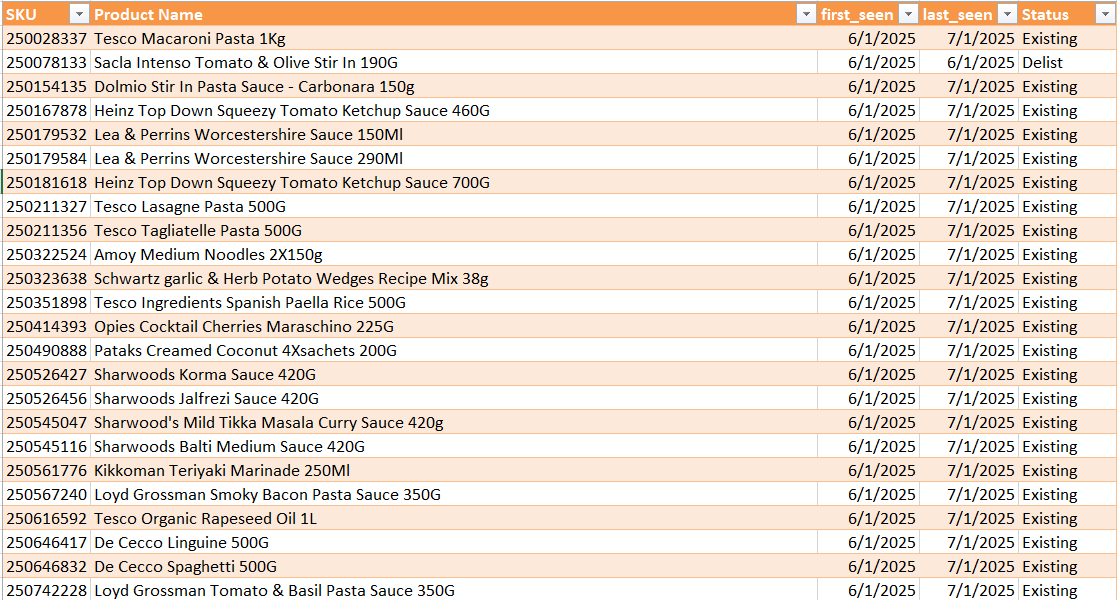 SKU Product Name first_seen last_seen Status
250028337 Tesco Macaroni Pasta 1Kg 6/1/2025 7/1/2025 Existing
250078133 Sacla Intenso Tomato & Olive Stir In 190G 6/1/2025 6/1/2025 Delist
250154135 Dolmio Stir In Pasta Sauce - Carbonara 150g 6/1/2025 7/1/2025 Existing
250167878 Heinz Top Down Squeezy Tomato Ketchup Sauce 460G 6/1/2025 7/1/2025 Existing
250179532 Lea & Perrins Worcestershire Sauce 150Ml 6/1/2025 7/1/2025 Existing
250179584 Lea & Perrins Worcestershire Sauce 290Ml 6/1/2025 7/1/2025 Existing
250181618 Heinz Top Down Squeezy Tomato Ketchup Sauce 700G 6/1/2025 7/1/2025 Existing
250211327 Tesco Lasagne Pasta 500G 6/1/2025 7/1/2025 Existing
250211356 Tesco Tagliatelle Pasta 500G 6/1/2025 7/1/2025 Existing
250322524 Amoy Medium Noodles 2X150g 6/1/2025 7/1/2025 Existing
250323638 Schwartz garlic & Herb Potato Wedges Recipe Mix 38g 6/1/2025 7/1/2025 Existing
250351898 Tesco Ingredients Spanish Paella Rice 500G 6/1/2025 7/1/2025 Existing
250414393 Opies Cocktail Cherries Maraschino 225G 6/1/2025 7/1/2025 Existing
250490888 Pataks Creamed Coconut 4Xsachets 200G 6/1/2025 7/1/2025 Existing
250526427 Sharwoods Korma Sauce 420G 6/1/2025 7/1/2025 Existing
250526456 Sharwoods Jalfrezi Sauce 420G 6/1/2025 7/1/2025 Existing
250545047 Sharwood's Mild Tikka Masala Curry Sauce 420g 6/1/2025 7/1/2025 Existing
250545116 Sharwoods Balti Medium Sauce 420G 6/1/2025 7/1/2025 Existing
250561776 Kikkoman Teriyaki Marinade 250Ml 6/1/2025 7/1/2025 Existing
250567240 Loyd Grossman Smoky Bacon Pasta Sauce 350G 6/1/2025 7/1/2025 Existing
250616592 Tesco Organic Rapeseed Oil 1L 6/1/2025 7/1/2025 Existing
250646417 De Cecco Linguine 500G 6/1/2025 7/1/2025 Existing
250646832 De Cecco Spaghetti 500G 6/1/2025 7/1/2025 Existing
250742228 Loyd Grossman Tomato & Basil Pasta Sauce 350G 6/1/2025 7/1/2025 Existing